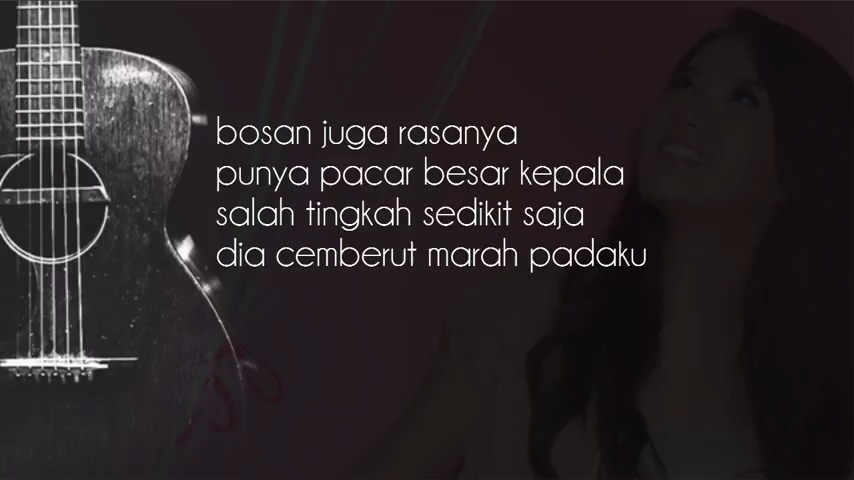 bosan juga rasanya
punya pacar besar kepala
salah tingkah sedikit saja
dia cemberut marah padaku